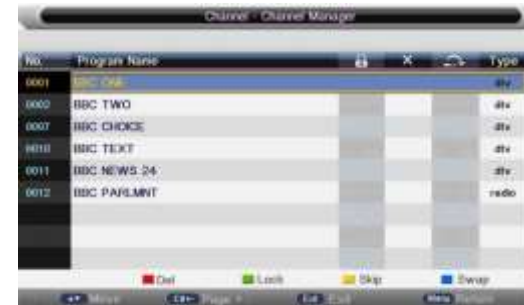 Channel - Channel Manager
No. Program Name Type
0001 BBC ONE dtv
0002 BBC TWO dtv
0007 BBC CHOICE dtv
0010 BBC TEXT dtv
0011 BBC NEWS 24 dtv
0012 BBC PARLMNT radio
Del Lock Skip Swap
Move CH+- Page Exit Exit Menu Return